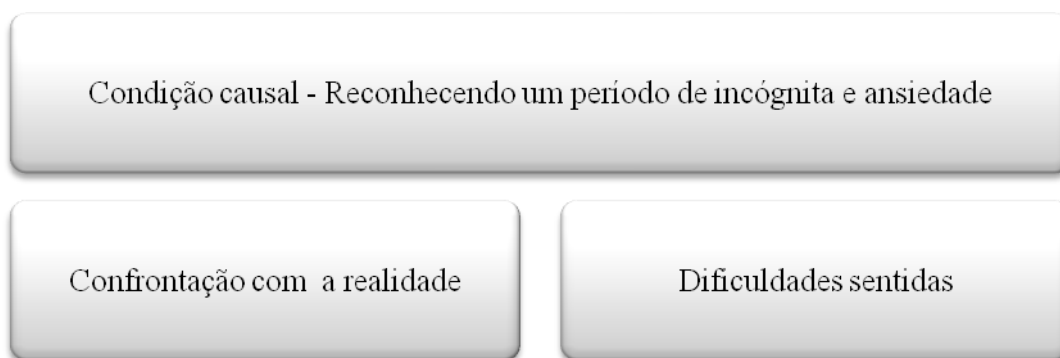 Condição causal - Reconhecendo um período de incógnita e ansiedade
Confrontação com a realidade
Dificuldades sentidas